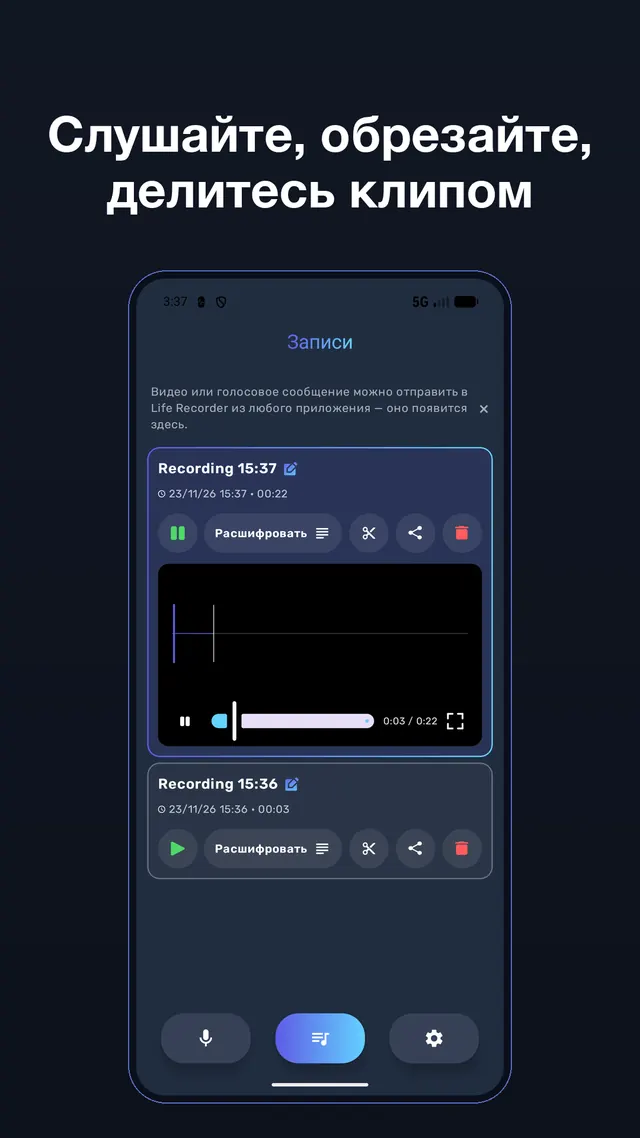 Слушайте, обрезайте,
делитесь клипом
3:37
5G
Записи
Видео или голосовое сообщение можно отправить в
Life Recorder из любого приложения — оно появится
здесь.
Recording 15:37
23/11/26 15:37 • 00:22
Расшифровать
0:03 / 0:22
Recording 15:36
23/11/26 15:36 • 00:03
Расшифровать